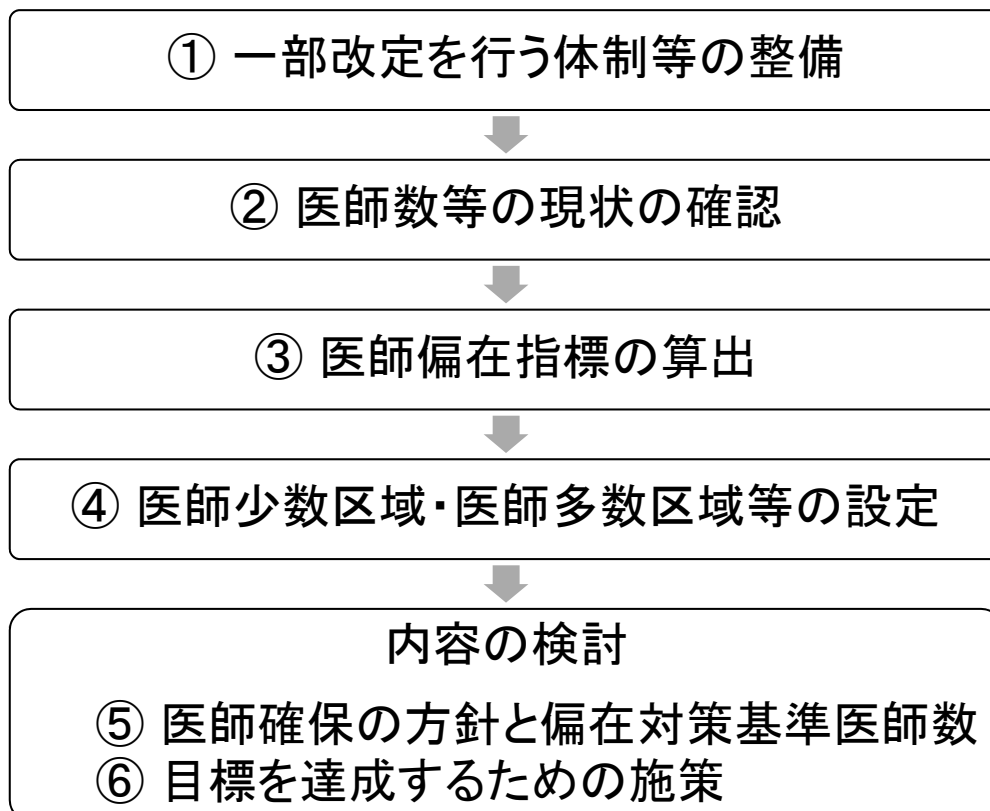 ① 一部改定を行う体制等の整備
② 医師数等の現状の確認
③ 医師偏在指標の算出
④ 医師少数区域・医師多数区域等の設定
内容の検討
⑤ 医師確保の方針と偏在対策基準医師数
⑥ 目標を達成するための施策